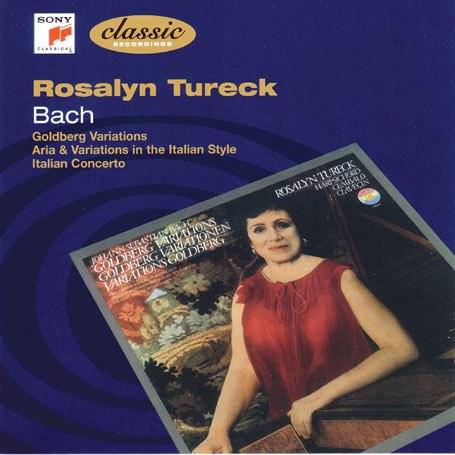 SONY
CLASSICAL
classic
RECORDINGS
Rosalyn Tureck
Bach
Goldberg Variations
Aria & Variations in the Italian Style
Italian Concerto
ROSALYN TURECK
HARPSICHORD
CEMBALO
CLAVECIN
JOHANN SEBASTIAN BACH
GOLDBERG VARIATIONS
GOLDBERG VARIATIONEN
VARIATIONS GOLDBERG